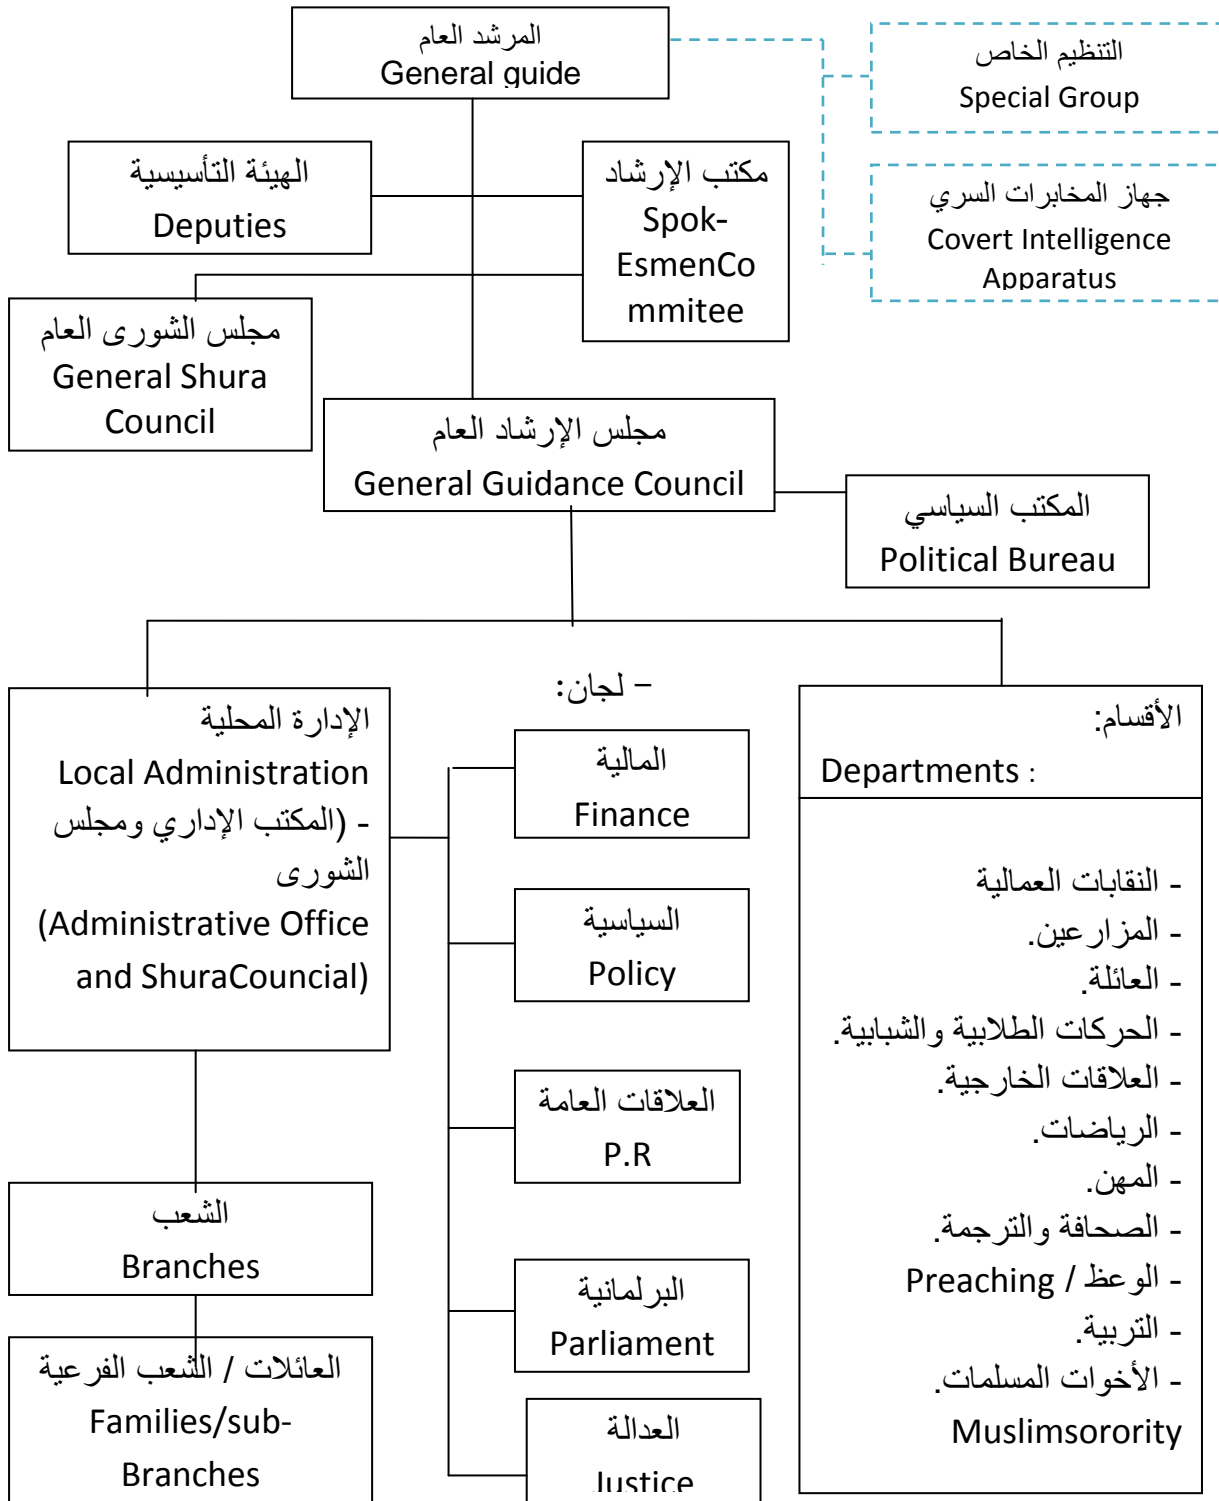 المرشد العام
General guide
التنظيم الخاص
Special Group
الهيئة التأسيسية
Deputies
مكتب الإرشاد
Spok-
EsmenCo
mmitee
جهاز المخابرات السري
Covert Intelligence
Apparatus
مجلس الشورى العام
General Shura
Council
مجلس الإرشاد العام
General Guidance Council
المكتب السياسي
Political Bureau
الإدارة المحلية
Local Administration
- (المكتب الإداري ومجلس
الشورى
(Administrative Office
and ShuraCouncial)
الشعب
Branches
العائلات / الشعب الفرعية
Families/sub-
Branches
– لجان:
المالية
Finance
السياسية
Policy
العلاقات العامة
P.R
البرلمانية
Parliament
العدالة
Justice
الأقسام:
Departments :
- النقابات العمالية
- المزارعين.
- العائلة.
- الحركات الطلابية والشبابية.
- العلاقات الخارجية.
- الرياضات.
- المهن.
- الصحافة والترجمة.
- الوعظ / Preaching
- التربية.
- الأخوات المسلمات.
Muslimsorority